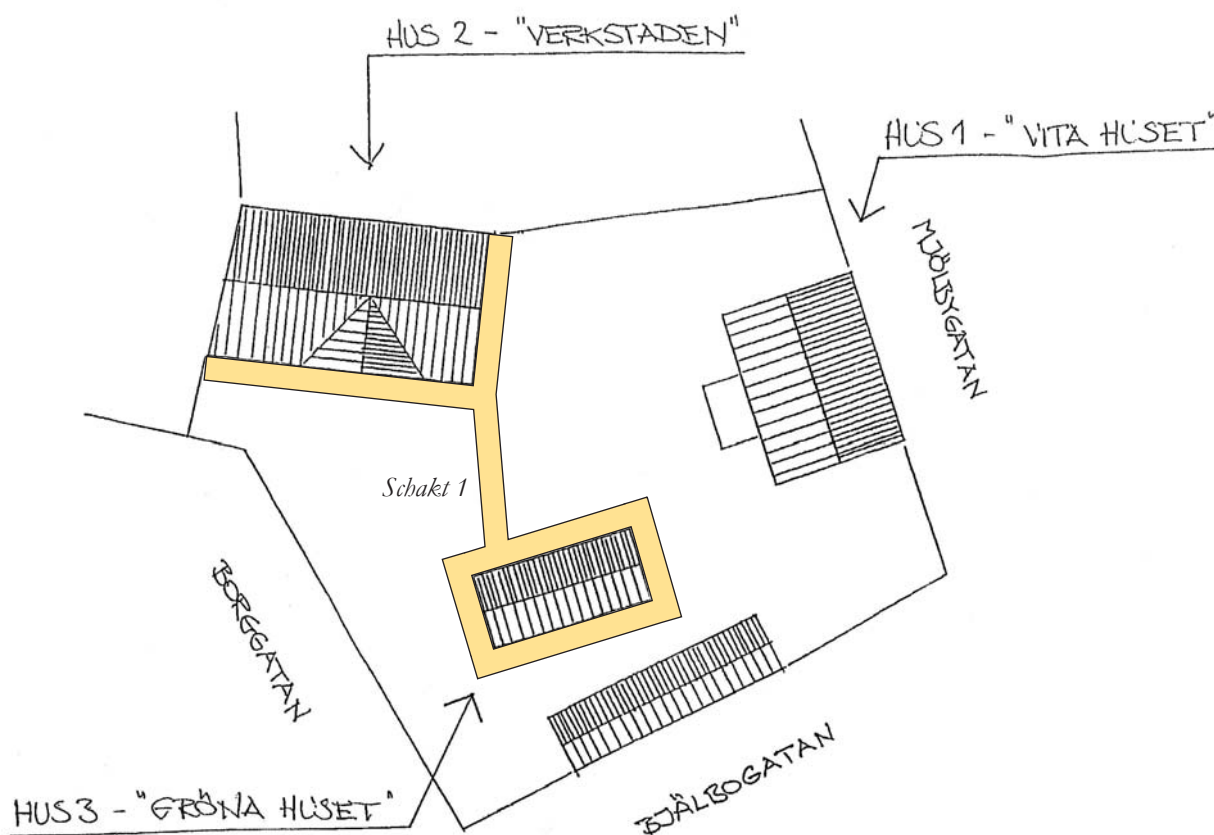 HUS 2 - "VERKSTADEN"
HUS 1 - "VITA HUSET"
MJÖLBYGATAN
Schakt 1
BORGGATAN
HUS 3 - "GRÖNA HUSET"
BJÄLBOGATAN